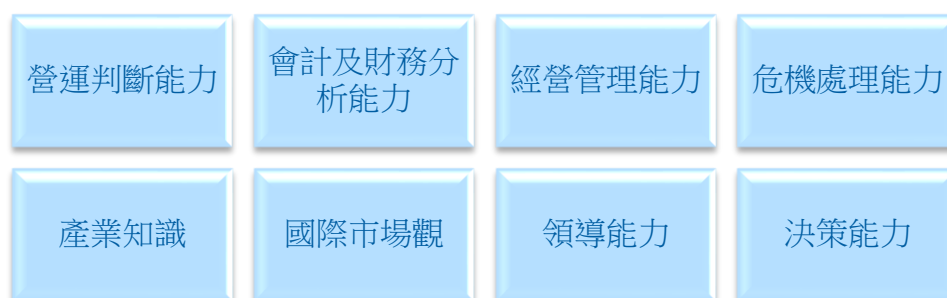 營運判斷能力
會計及財務分
析能力
經營管理能力
危機處理能力
產業知識
國際市場觀
領導能力
決策能力